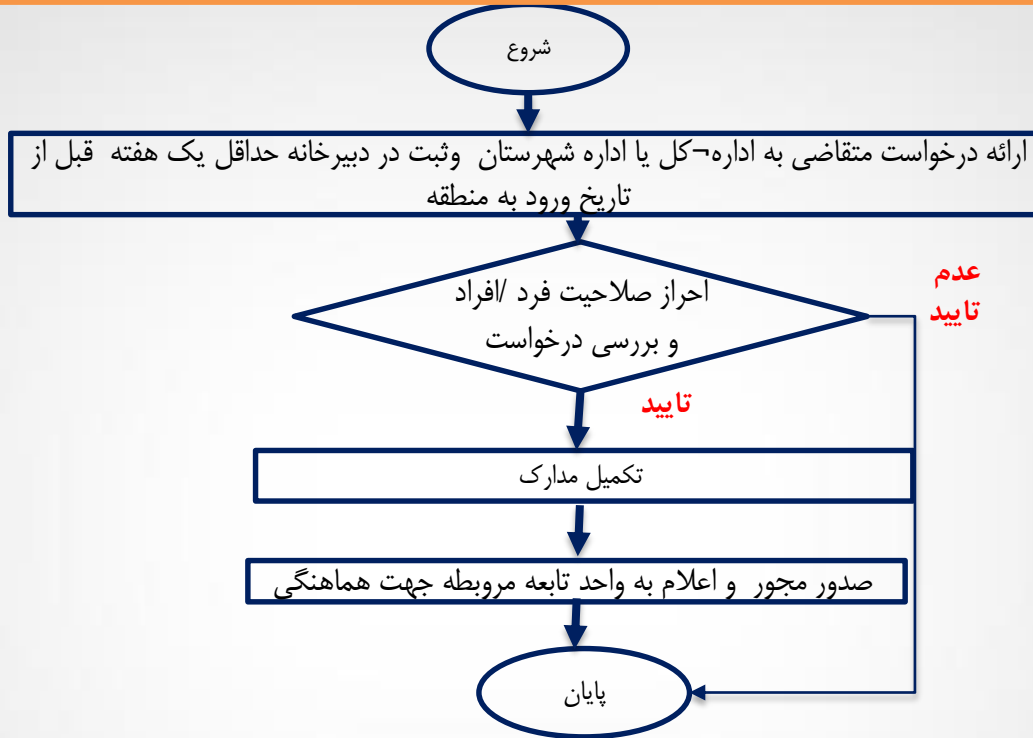 شروع
ارائه درخواست متقاضی به اداره¬کل یا اداره شهرستان وثبت در دبیرخانه حداقل یک هفته قبل از
تاریخ ورود به منطقه
احراز صلاحیت فرد /افراد
و بررسی درخواست
عدم
تایید
تایید
تکمیل مدارک
صدور مجور و اعلام به واحد تابعه مروبطه جهت هماهنگی
پایان